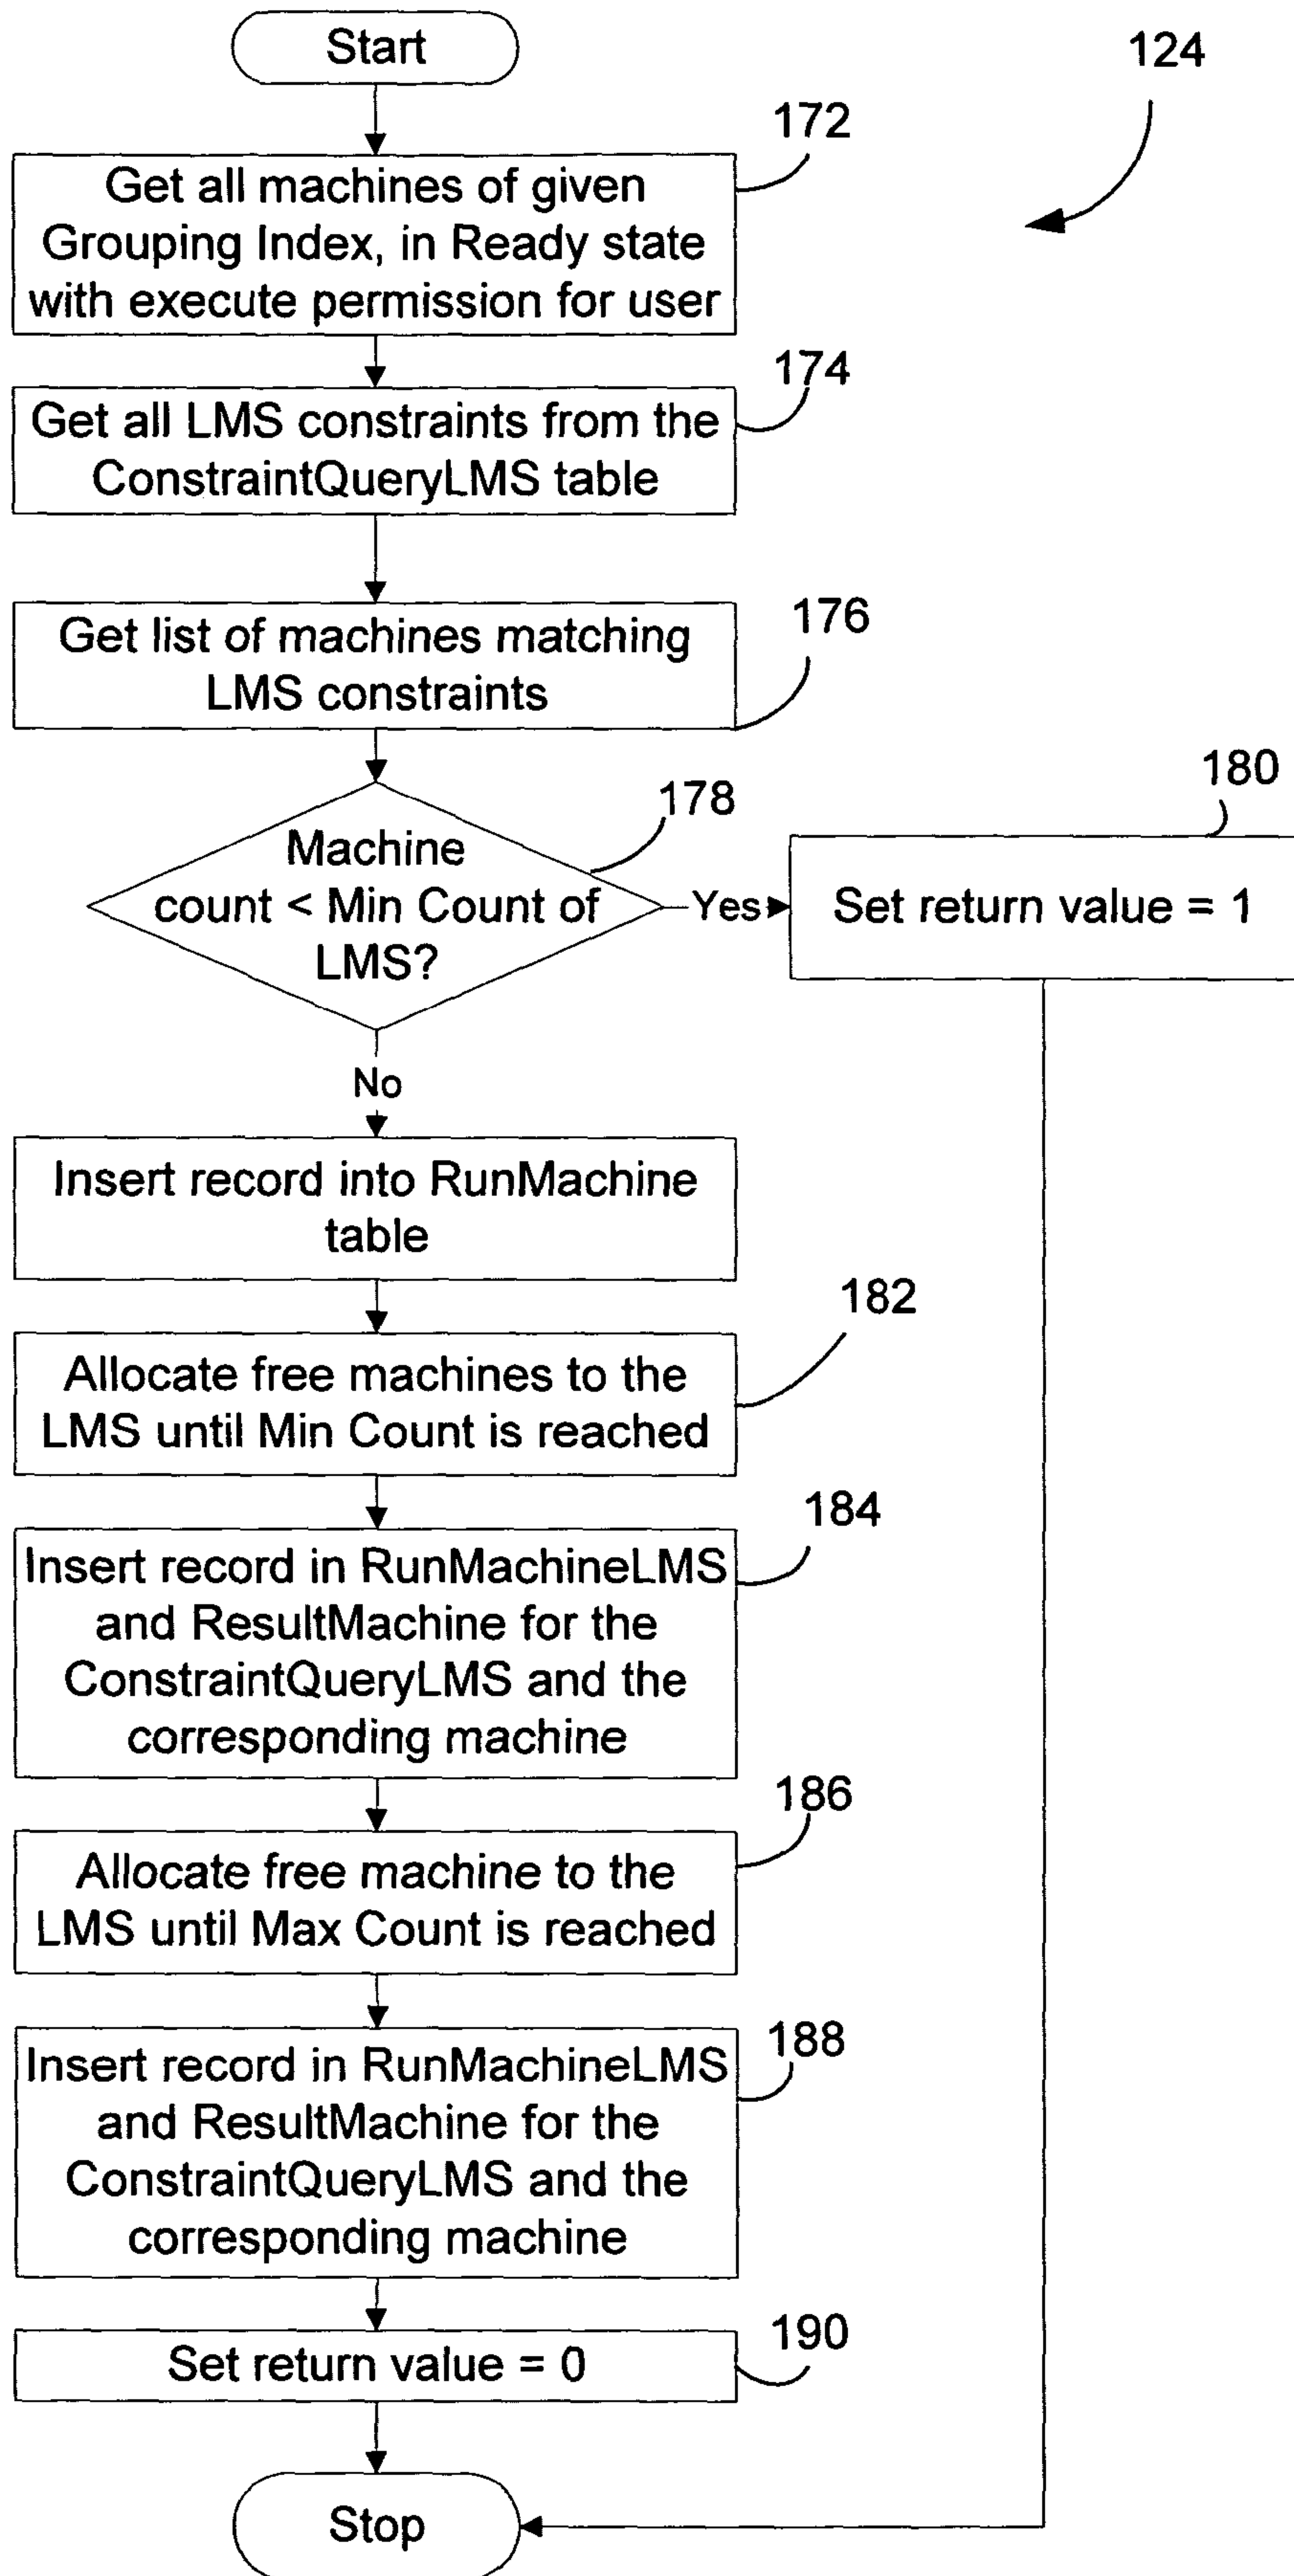 Start
124
172
Get all machines of given
Grouping Index, in Ready state
with execute permission for user
174
Get all LMS constraints from the
ConstraintQueryLMS table
176
Get list of machines matching
LMS constraints
178
180
Machine
count < Min Count of
LMS?
Yes
Set return value = 1
No
Insert record into RunMachine
table
182
Allocate free machines to the
LMS until Min Count is reached
184
Insert record in RunMachineLMS
and ResultMachine for the
ConstraintQueryLMS and the
corresponding machine
186
Allocate free machine to the
LMS until Max Count is reached
188
Insert record in RunMachineLMS
and ResultMachine for the
ConstraintQueryLMS and the
corresponding machine
190
Set return value = 0
Stop